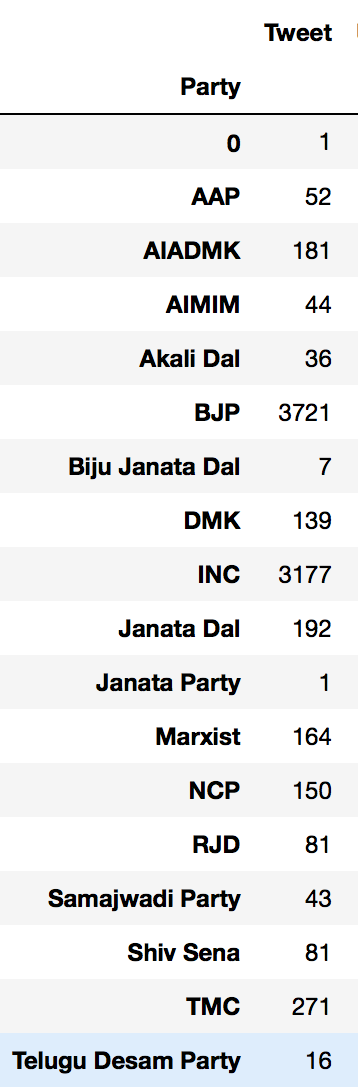 Tweet
Party
0 1
AAP 52
AIADMK 181
AIMIM 44
Akali Dal 36
BJP 3721
Biju Janata Dal 7
DMK 139
INC 3177
Janata Dal 192
Janata Party 1
Marxist 164
NCP 150
RJD 81
Samajwadi Party 43
Shiv Sena 81
TMC 271
Telugu Desam Party 16